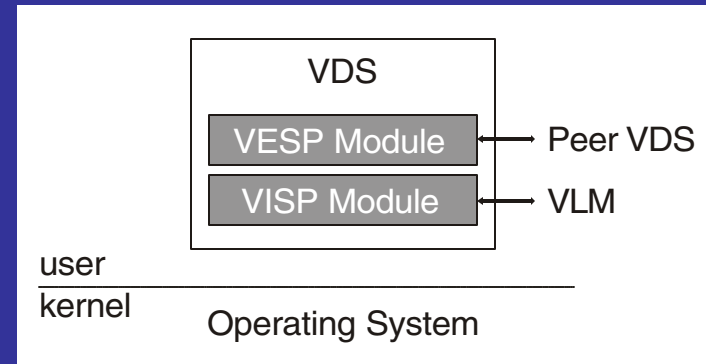 VDS
VESP Module
Peer VDS
VISP Module
VLM
user
kernel
Operating System